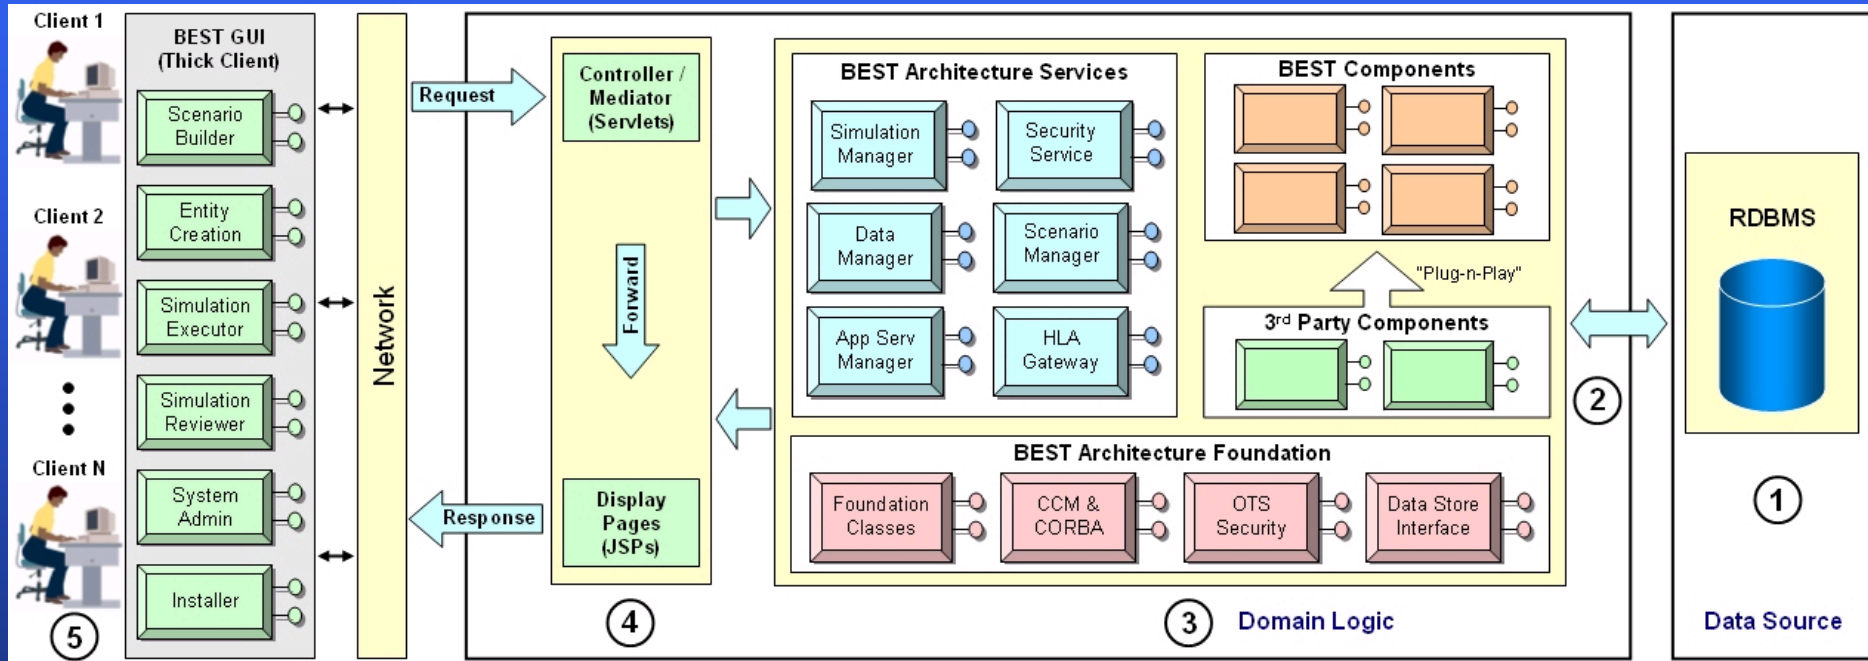 Client 1
Client 2
Client N
5
BEST GUI
(Thick Client)
Scenario
Builder
Entity
Creation
Simulation
Executor
Simulation
Reviewer
System
Admin
Installer
Network
Request
Response
Controller /
Mediator
(Servlets)
Forward
Display
Pages
(JSPs)
4
BEST Architecture Services
Simulation
Manager
Security
Service
Data
Manager
Scenario
Manager
App Serv
Manager
HLA
Gateway
BEST Components
"Plug-n-Play"
3rd Party Components
BEST Architecture Foundation
Foundation
Classes
CCM &
CORBA
OTS
Security
Data Store
Interface
3
Domain Logic
2
RDBMS
1
Data Source